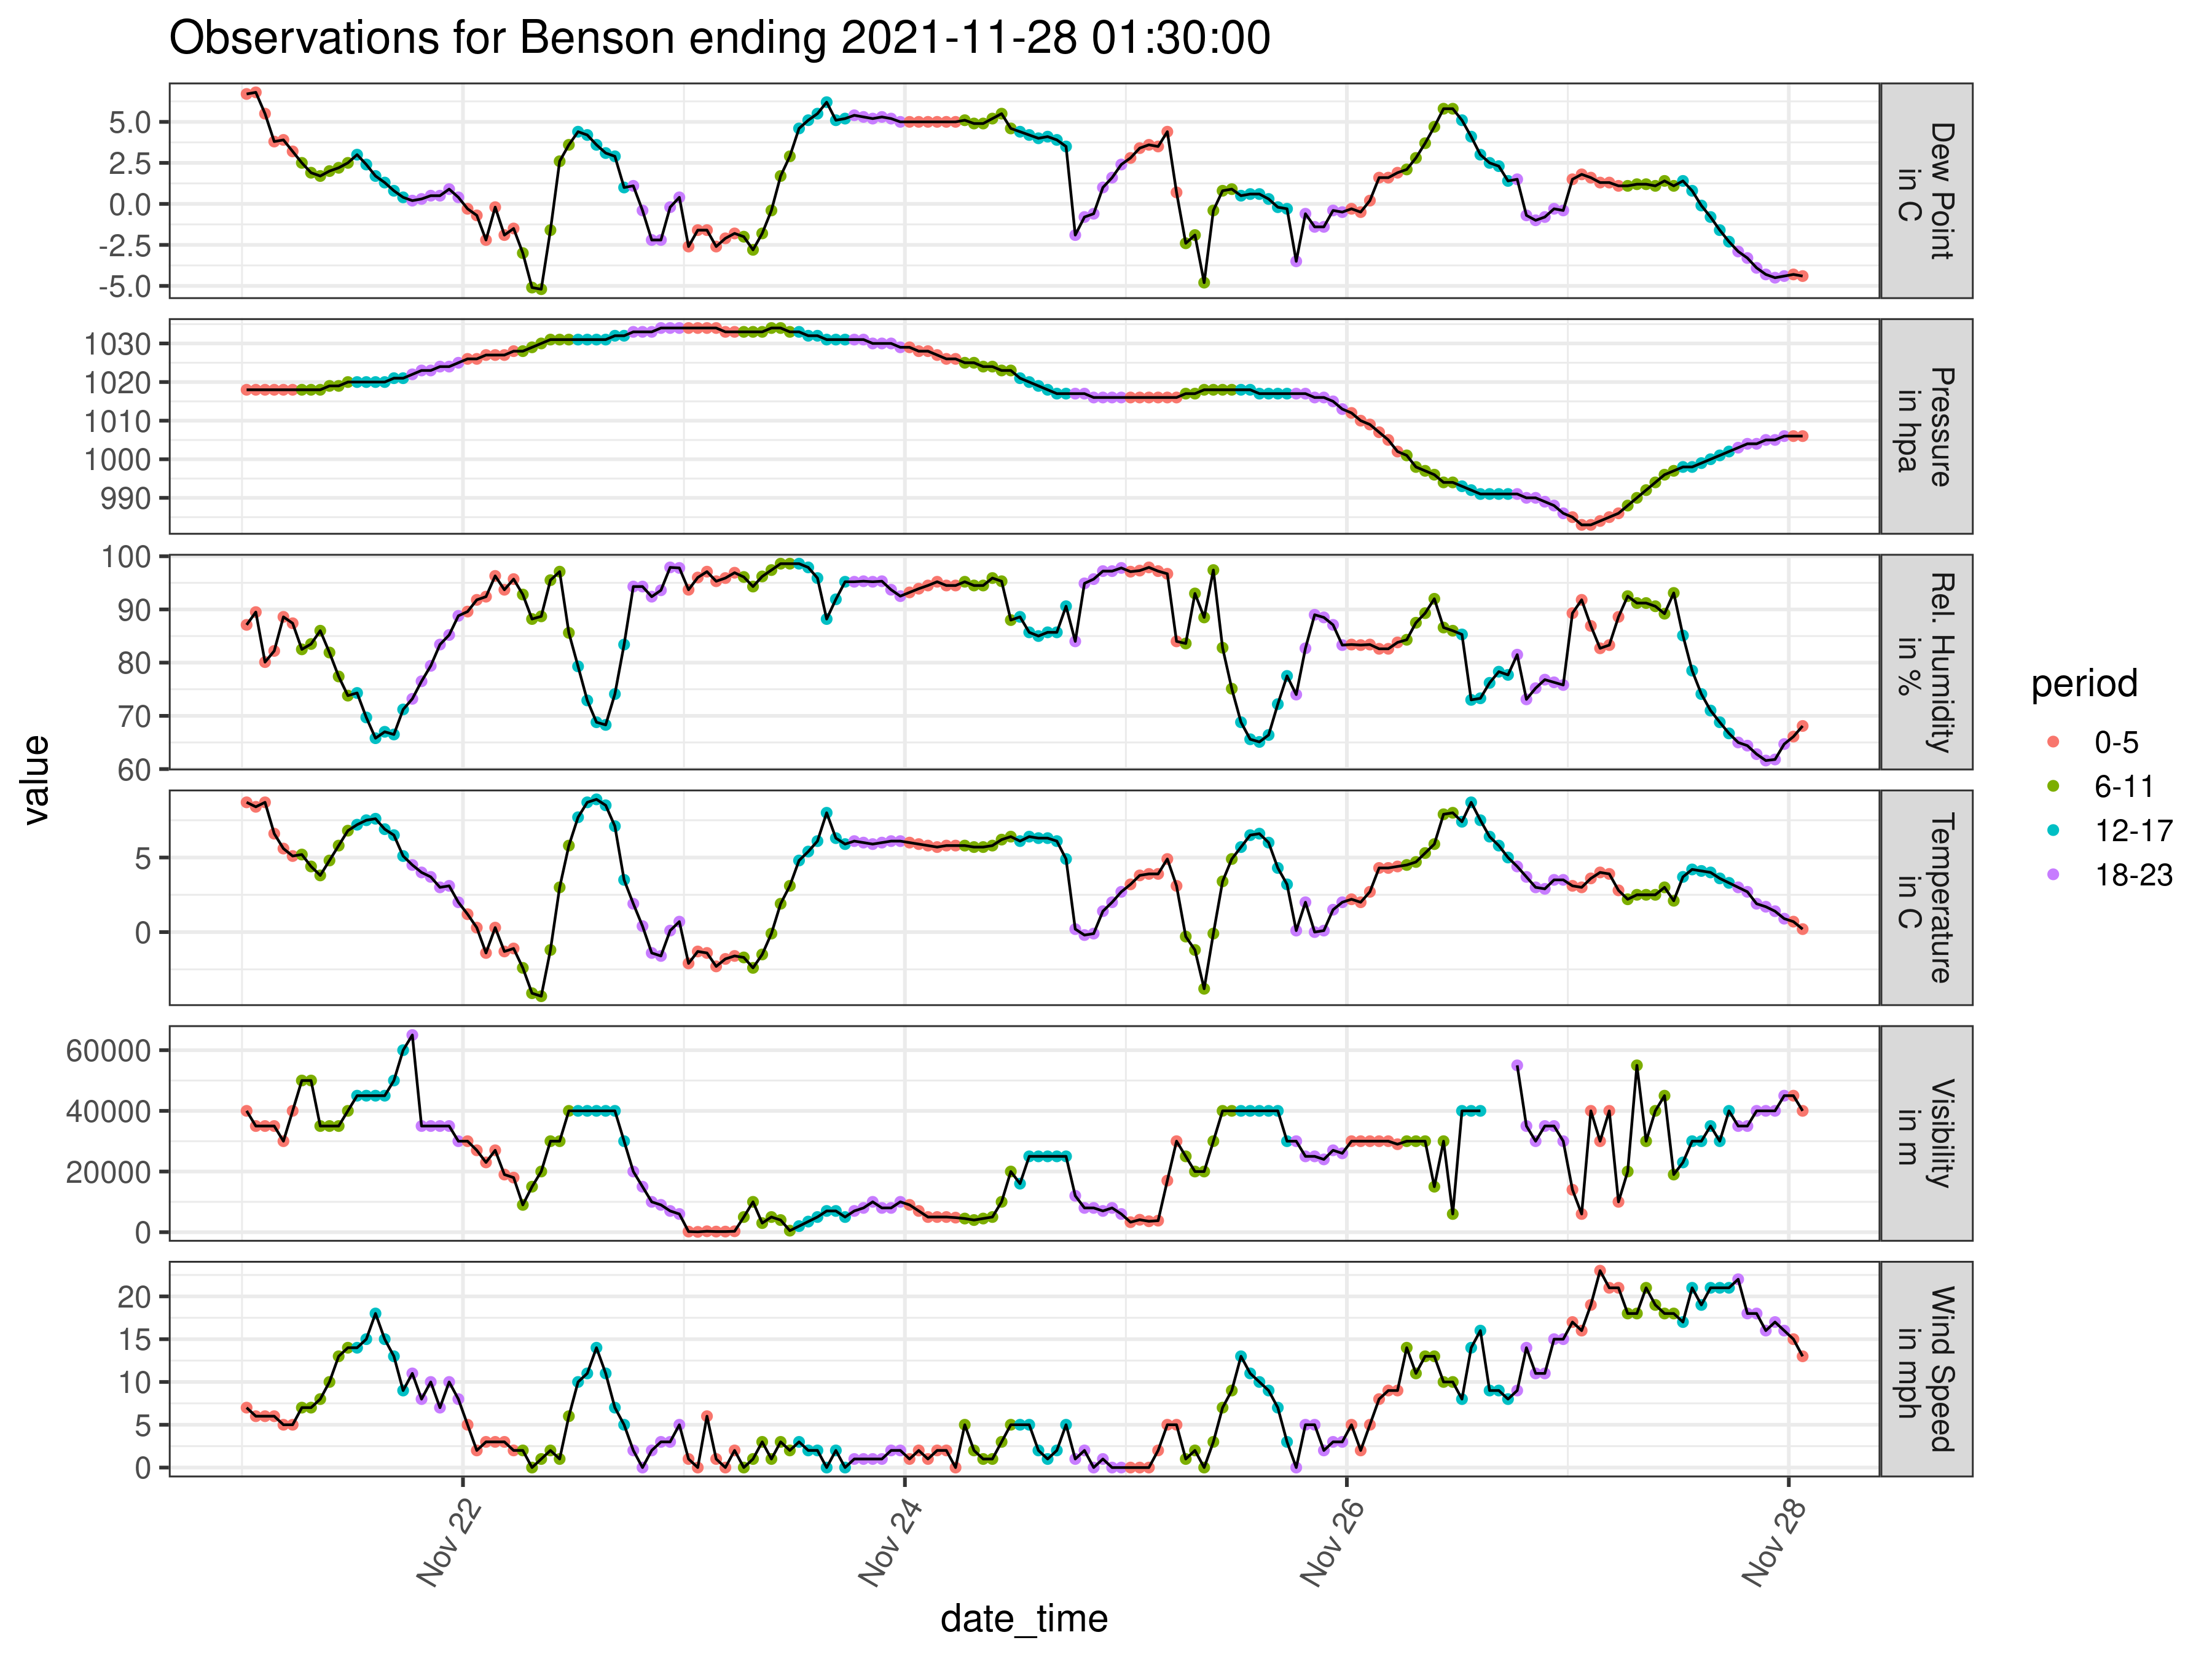 Observations for Benson ending 2021-11-28 01:30:00
5.0
2.5
0.0
-2.5
-5.0
Dew Point
in C
1030
1020
1010
1000
990
Pressure
in hpa
100
90
80
70
60
Rel. Humidity
in %
5
0
Temperature
in C
60000
40000
20000
0
Visibility
in m
20
15
10
5
0
Wind Speed
in mph
value
Nov 22
Nov 24
Nov 26
Nov 28
date_time
period
0-5
6-11
12-17
18-23